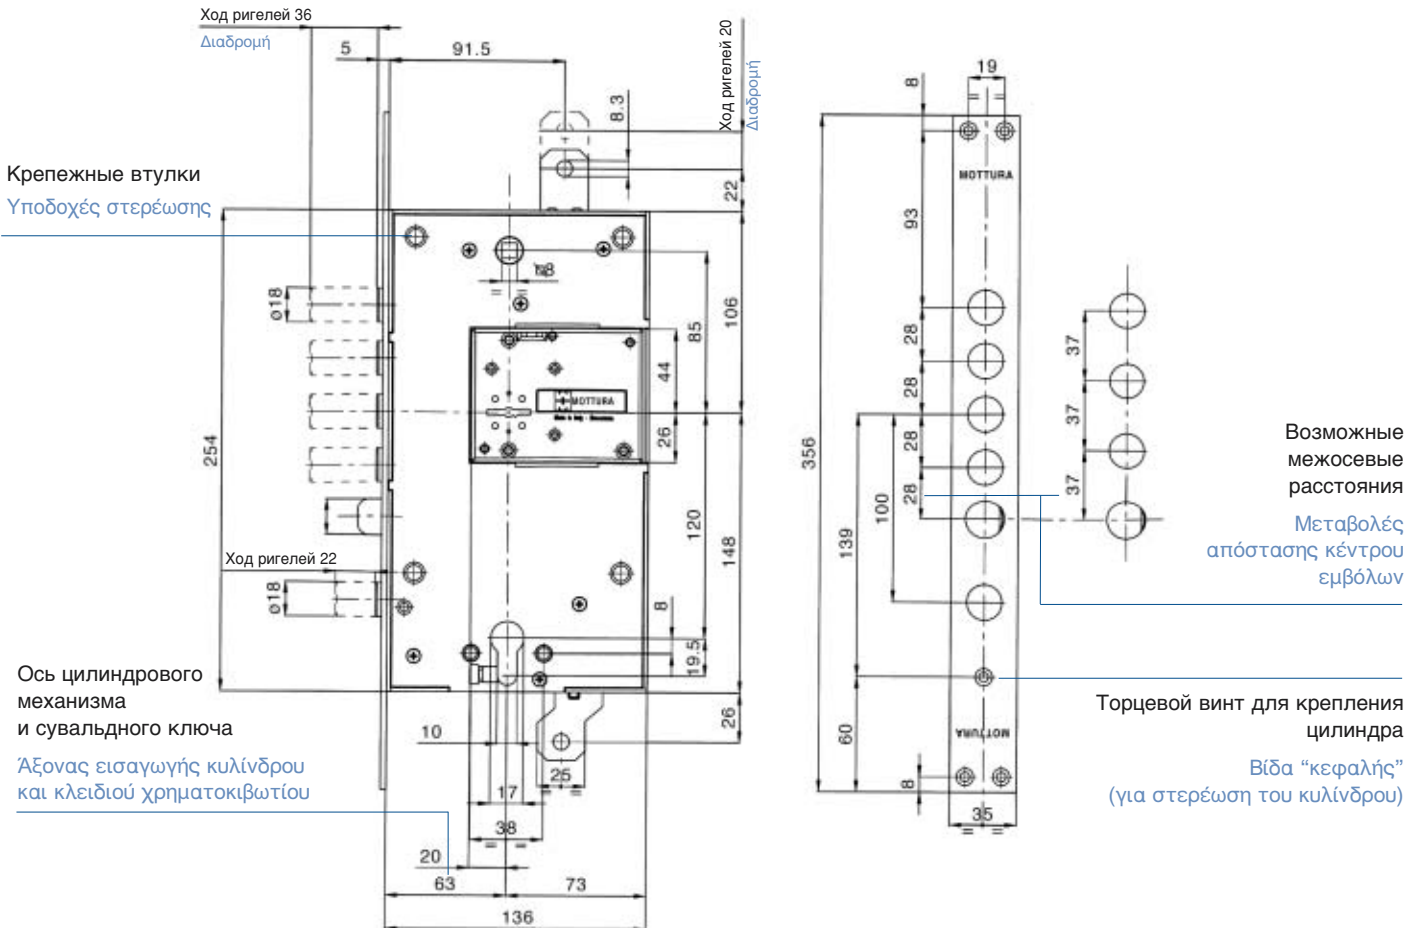 Ход ригелей 36
Διαδρομή
5
91.5
8.3
Ход ригелей 20
Διαδρομή
22
Крепежные втулки
Υποδοχές στερέωσης
ø18
85
106
44
MOTTURA
26
254
120
148
Ход ригелей 22
ø18
8
19.5
Ось цилиндрового
механизма
и сувальдного ключа
Άξονας εισαγωγής κυλίνδρου
και κλειδιού χρηματοκιβωτίου
10
26
25
17
38
20
63
73
136
19
8
MOTTURA
93
28
28
28
28
37
37
37
356
139
100
Возможные
межосевые
расстояния
Μεταβολές
απόστασης κέντρου
εμβόλων
Торцевой винт для крепления
цилиндра
Βίδα “κεφαλής”
(για στερέωση του κυλίνδρου)
60
MOTTURA
8
35